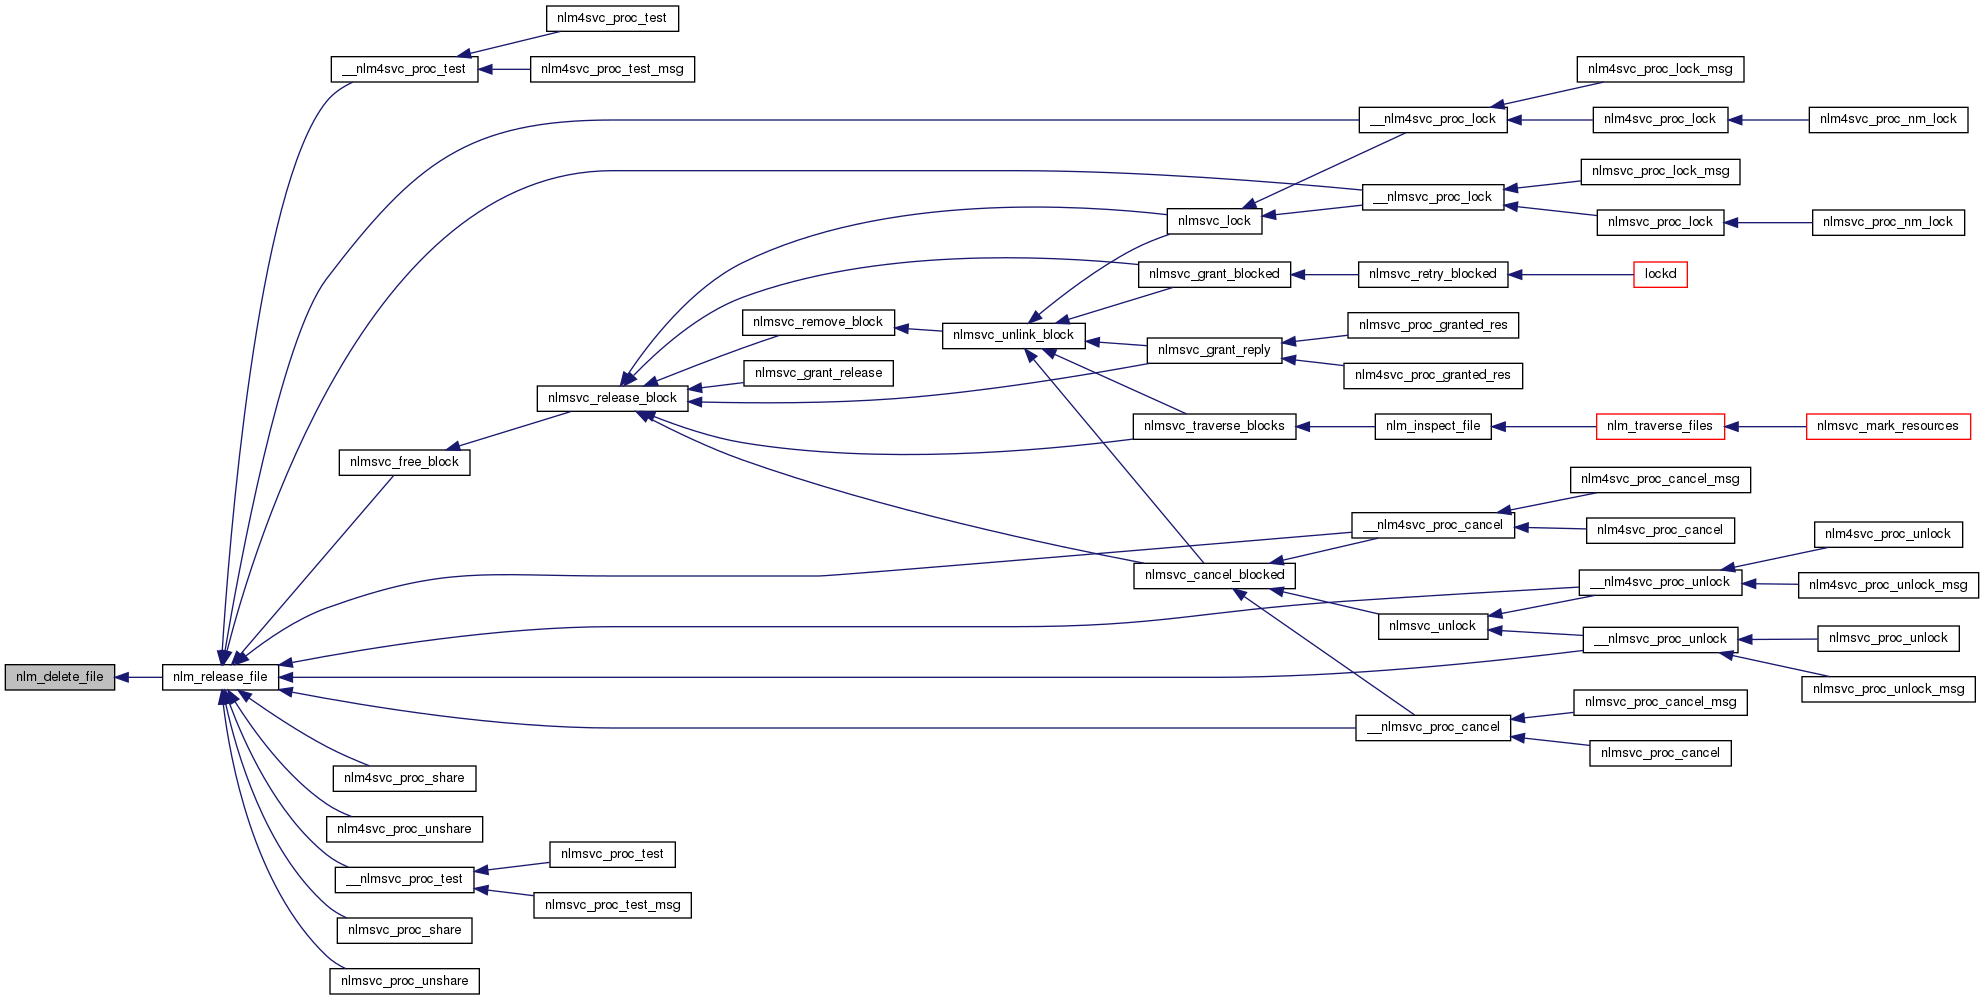 nlm4svc_proc_test
__nlm4svc_proc_test
nlm4svc_proc_test_msg
nlm4svc_proc_lock_msg
__nlm4svc_proc_lock
nlm4svc_proc_lock
nlm4svc_proc_nm_lock
nlmsvc_proc_lock_msg
__nlmsvc_proc_lock
nlmsvc_lock
nlmsvc_proc_lock
nlmsvc_proc_nm_lock
nlmsvc_grant_blocked
nlmsvc_retry_blocked
lockd
nlmsvc_remove_block
nlmsvc_unlink_block
nlmsvc_proc_granted_res
nlmsvc_grant_reply
nlmsvc_grant_release
nlm4svc_proc_granted_res
nlmsvc_release_block
nlmsvc_traverse_blocks
nlm_inspect_file
nlm_traverse_files
nlmsvc_mark_resources
nlmsvc_free_block
nlm4svc_proc_cancel_msg
__nlm4svc_proc_cancel
nlm4svc_proc_cancel
nlm4svc_proc_unlock
nlmsvc_cancel_blocked
__nlm4svc_proc_unlock
nlm4svc_proc_unlock_msg
nlmsvc_unlock
__nlmsvc_proc_unlock
nlmsvc_proc_unlock
nlm_delete_file
nlm_release_file
nlmsvc_proc_unlock_msg
nlmsvc_proc_cancel_msg
__nlmsvc_proc_cancel
nlmsvc_proc_cancel
nlm4svc_proc_share
nlm4svc_proc_unshare
nlmsvc_proc_test
__nlmsvc_proc_test
nlmsvc_proc_test_msg
nlmsvc_proc_share
nlmsvc_proc_unshare